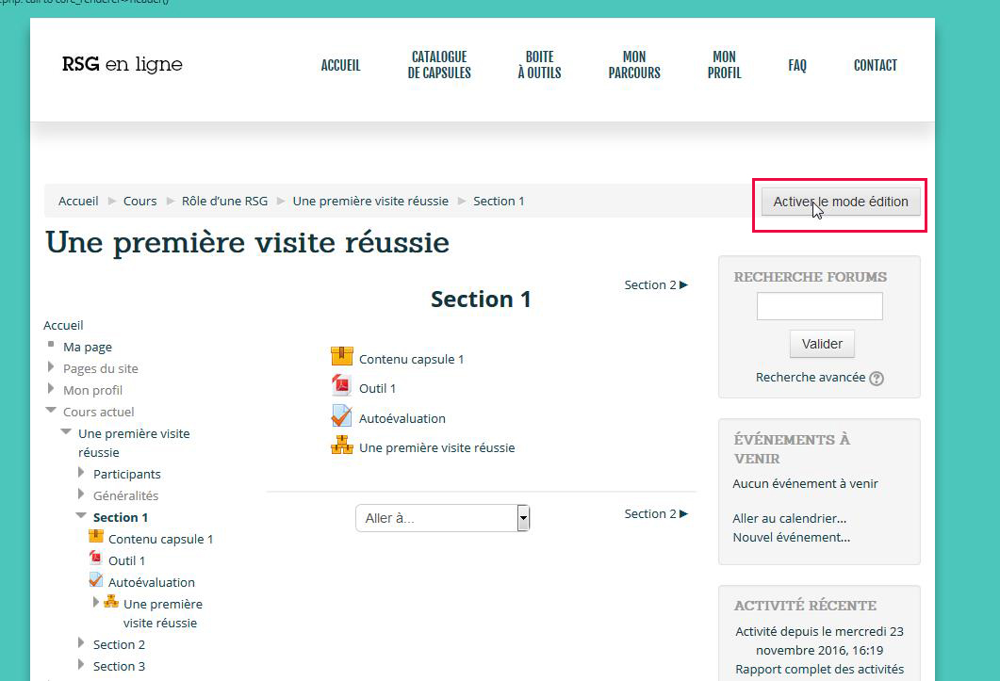 .php: call to core_renderer->header()
RSG en ligne
ACCUEIL
CATALOGUE
DE CAPSULES
BOITE
À OUTILS
MON
PARCOURS
MON
PROFIL
FAQ
CONTACT
Accueil ► Cours ► Rôle d’une RSG ► Une première visite réussie ► Section 1
Activer le mode édition
Une première visite réussie
Section 2 ►
Section 1
Accueil
Ma page
Pages du site
Mon profil
Cours actuel
Une première visite
réussie
Participants
Généralités
Section 1
Contenu capsule 1
Outil 1
Autoévaluation
Une première
visite réussie
Section 2
Section 3
Contenu capsule 1
Outil 1
Autoévaluation
Une première visite réussie
Aller à...
Section 2 ►
RECHERCHE FORUMS
Valider
Recherche avancée ?
ÉVÉNEMENTS À
VENIR
Aucun événement à venir
Aller au calendrier...
Nouvel événement...
ACTIVITÉ RÉCENTE
Activité depuis le mercredi 23
novembre 2016, 16:19
Rapport complet des activités